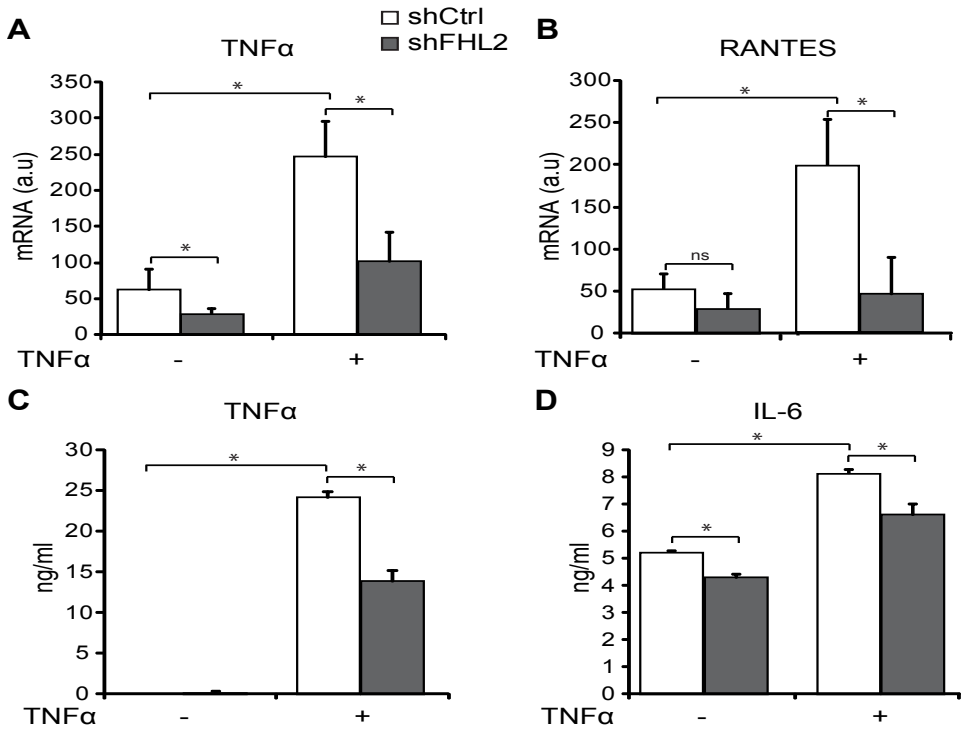 shCtrl
shFHL2
A
TNFα
350
300
250
200
150
100
50
0
mRNA (a.u)
*
*
*
TNFα - +
B
RANTES
300
250
200
150
100
50
0
mRNA (a.u)
*
*
ns
TNFα - +
C
TNFα
30
25
20
15
10
5
0
ng/ml
*
*
TNFα - +
D
IL-6
9
8
7
6
5
4
3
2
1
0
ng/ml
*
*
*
TNFα - +